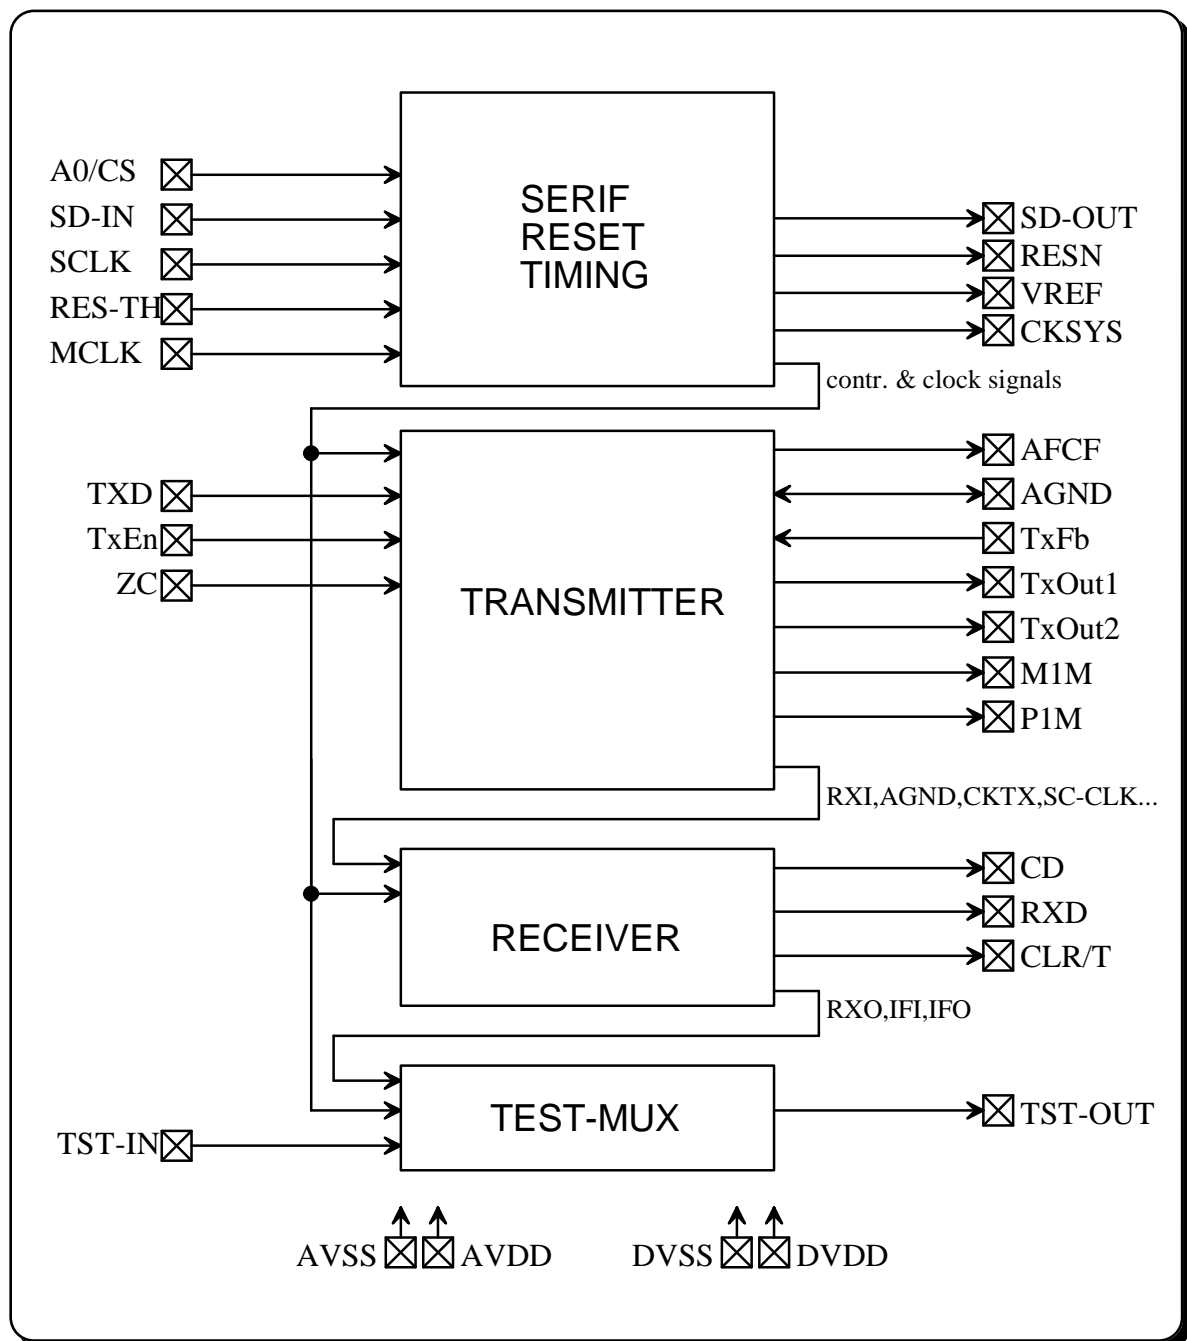 A0/CS
SD-IN
SCLK
RES-TH
MCLK
SERIF
RESET
TIMING
SD-OUT
RESN
VREF
CKSYS
contr. & clock signals
TXD
TxEn
ZC
TRANSMITTER
AFCF
AGND
TxFb
TxOut1
TxOut2
M1M
P1M
RXI,AGND,CKTX,SC-CLK...
RECEIVER
CD
RXD
CLR/T
RXO,IFI,IFO
TST-IN
TEST-MUX
TST-OUT
AVSS
AVDD
DVSS
DVDD